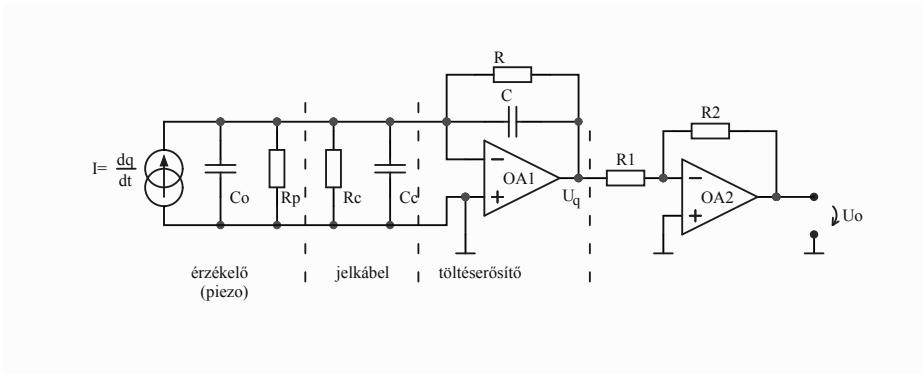 R
C
R2
I= dq
dt
Co
Rp
Rc
Cc
OA1
Uq
R1
OA2
Uo
érzékelő
(piezo)
jelkábel
töltéserősítő